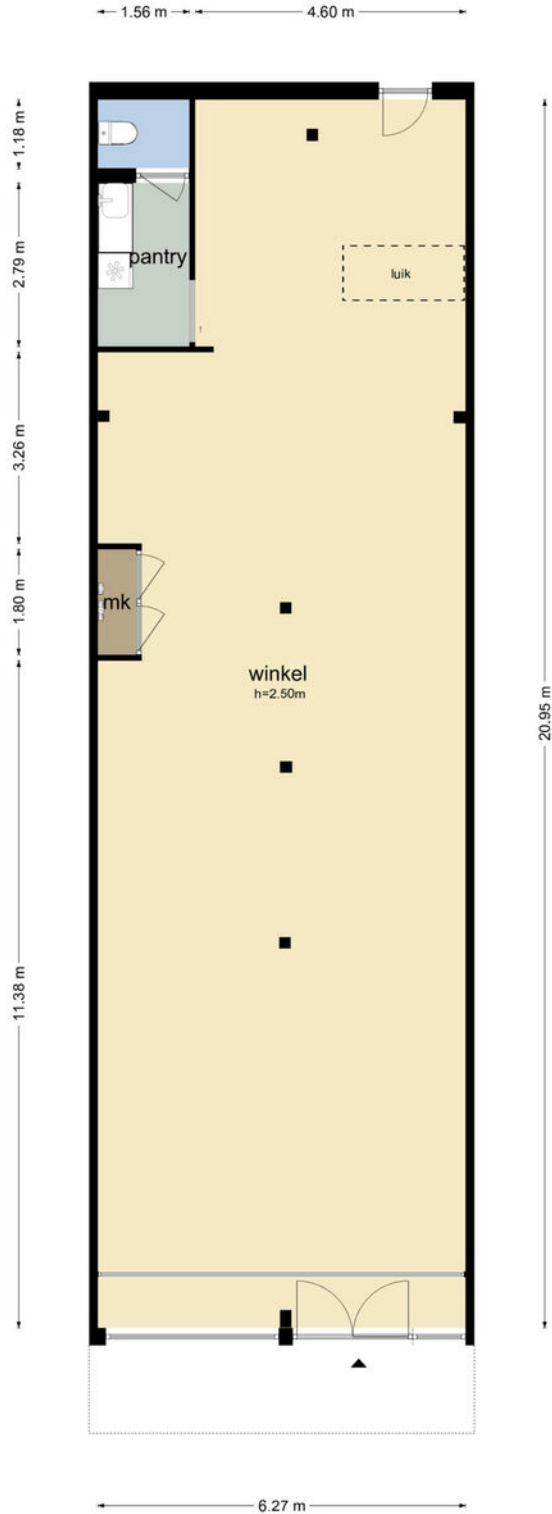 1.56 m
4.60 m
1.18 m
2.79 m
pantry
luik
↑
3.26 m
1.80 m
mk
winkel
h=2.50m
20.95 m
11.38 m
6.27 m